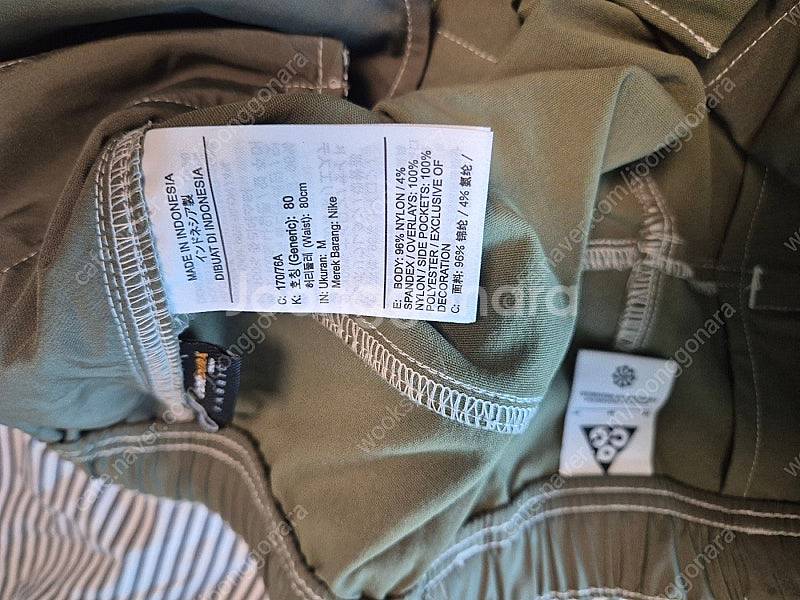 MADE IN INDONESIA
インドネシア製
DIBUAT DI INDONESIA
C: 170/76A
K: 호칭 (Generic): 80
허리둘레 (Waist): 80cm
IN: Ukuran: M
Merek Barang: Nike
E: BODY: 96% NYLON / 4%
SPANDEX / OVERLAYS: 100%
NYLON / SIDE POCKETS: 100%
POLYESTER / EXCLUSIVE OF
DECORATION
C: 面料: 96% 锦纶 / 4% 氨纶 /
Joonggonara